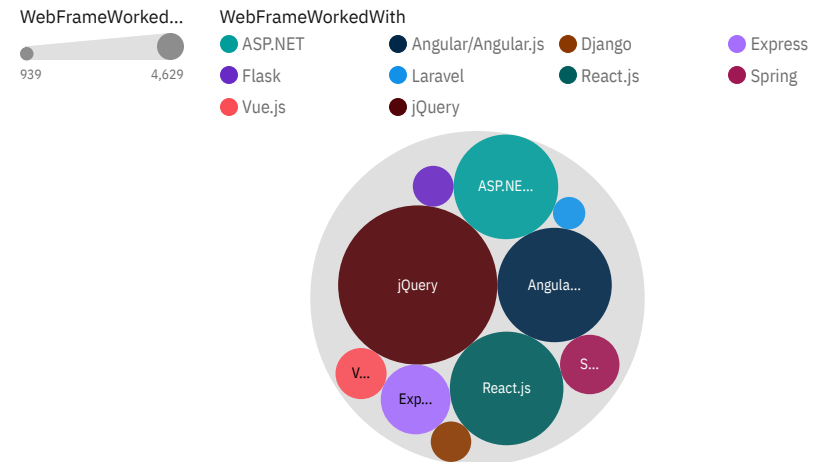 WebFrameWorked... WebFrameWorkedWith
939 4,629
ASP.NET Angular/Angular.js Django Express
Flask Laravel React.js Spring
Vue.js jQuery
ASP.NE...
jQuery Angula...
S...
V... Exp... React.js